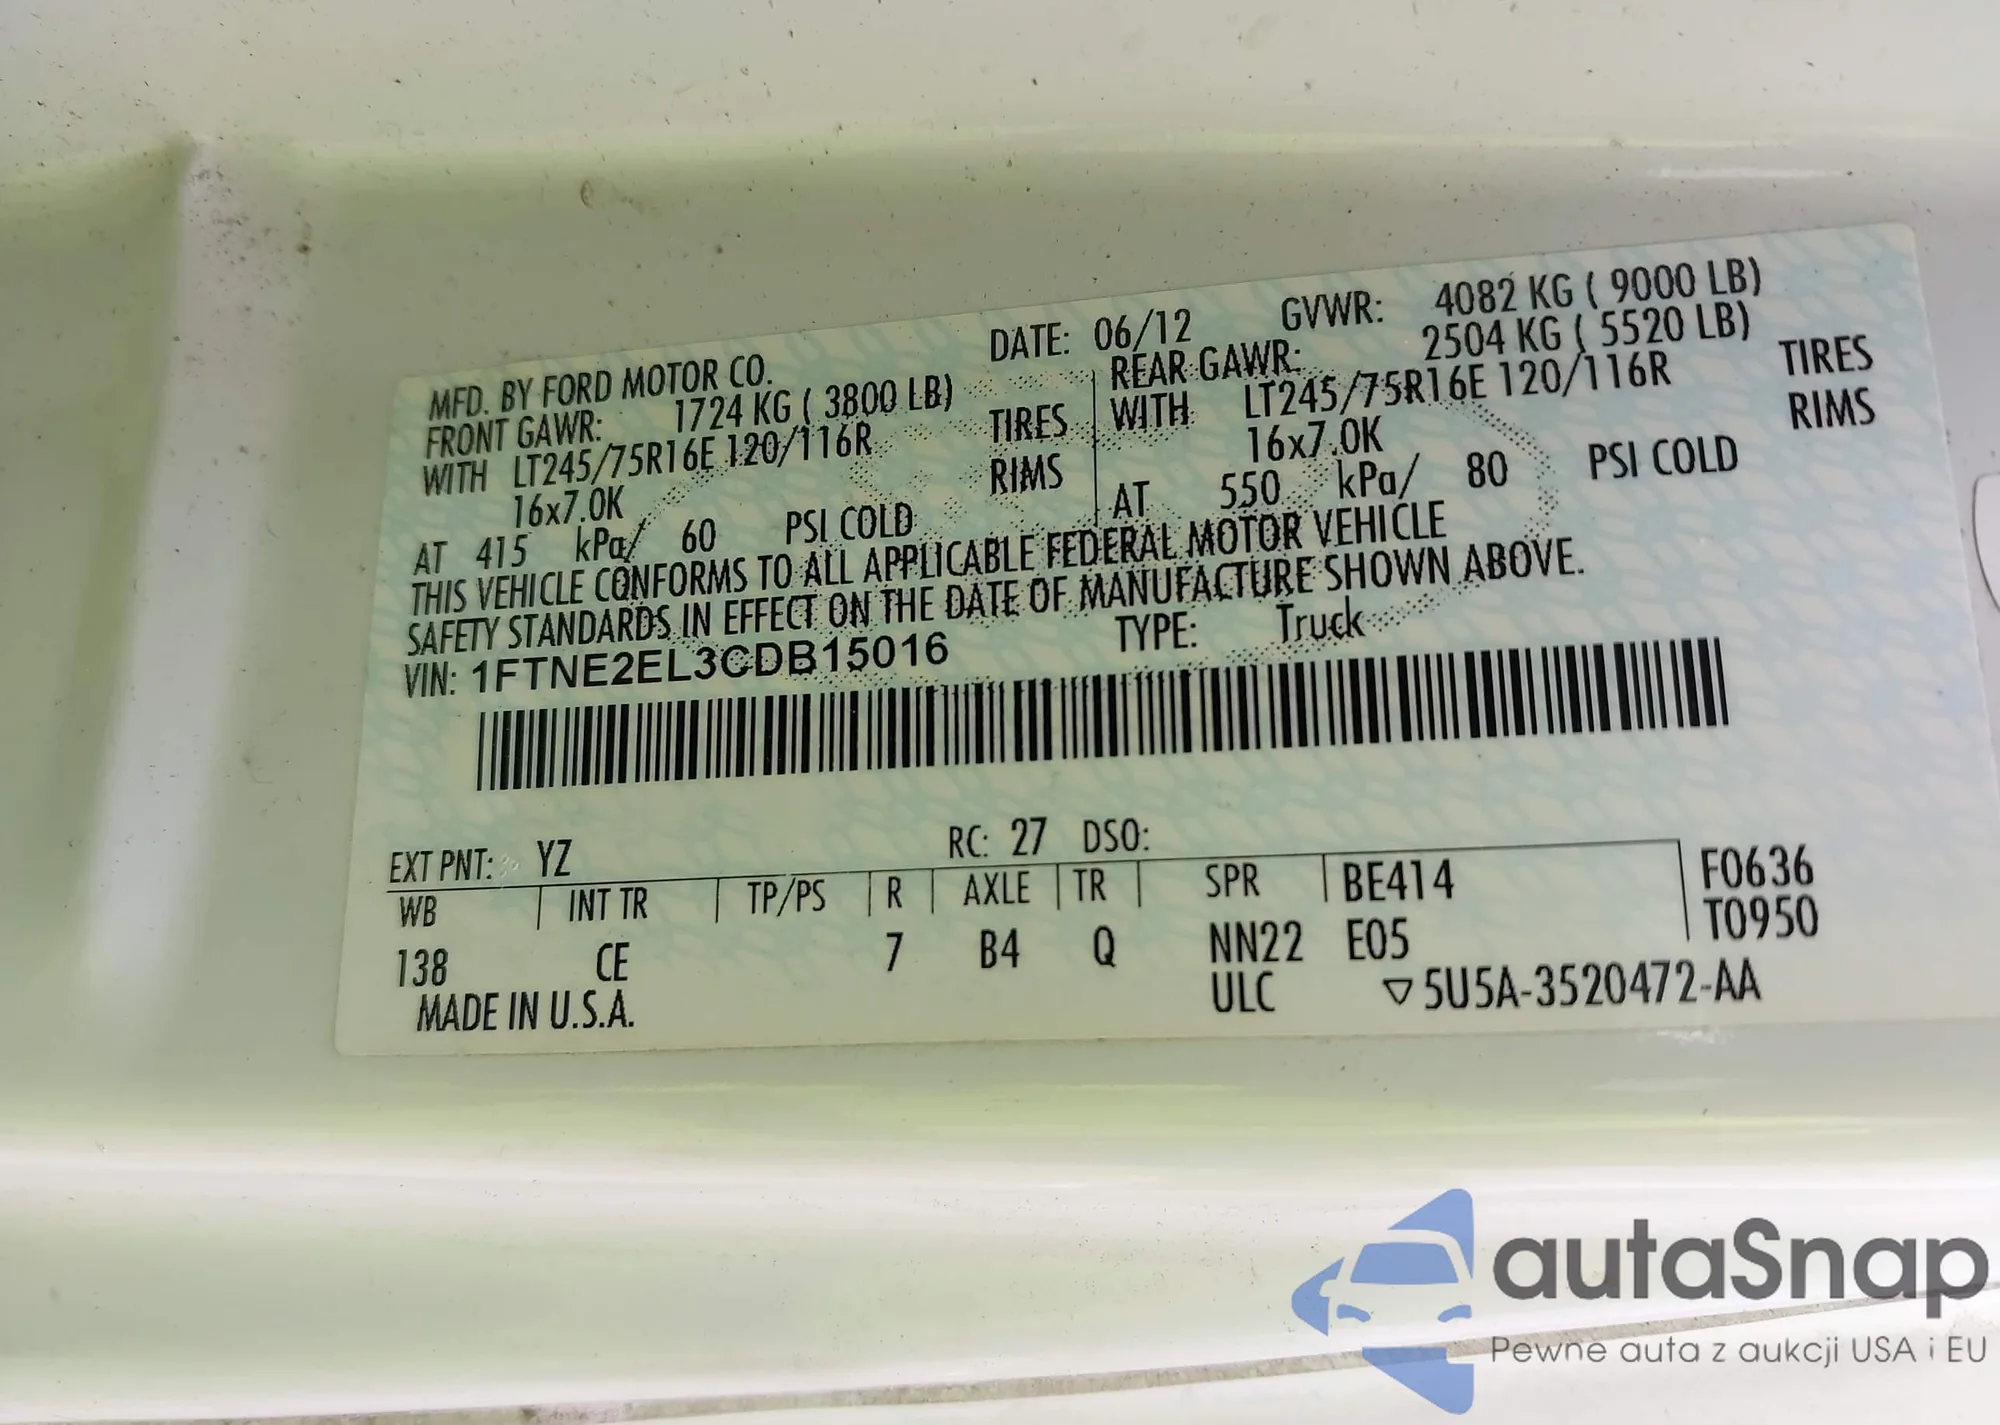 MFD. BY FORD MOTOR CO. DATE: 06/12 GVWR: 4082 KG ( 9000 LB)
FRONT GAWR: 1724 KG ( 3800 LB) REAR GAWR: 2504 KG ( 5520 LB)
WITH LT245/75R16E 120/116R TIRES WITH LT245/75R16E 120/116R TIRES
16x7.0K RIMS 16x7.0K RIMS
AT 415 kPa/ 60 PSI COLD AT 550 kPa/ 80 PSI COLD
THIS VEHICLE CONFORMS TO ALL APPLICABLE FEDERAL MOTOR VEHICLE
SAFETY STANDARDS IN EFFECT ON THE DATE OF MANUFACTURE SHOWN ABOVE.
VIN: 1FTNE2EL3CDB15016 TYPE: Truck
EXT PNT: YZ RC: 27 DSO:
WB INT TR TP/PS R AXLE TR SPR BE414 F0636
138 CE 7 B4 Q NN22 E05 T0950
MADE IN U.S.A. ULC ▽5U5A-3520472-AA
autaSnap
Pewne auta z aukcji USA i EU